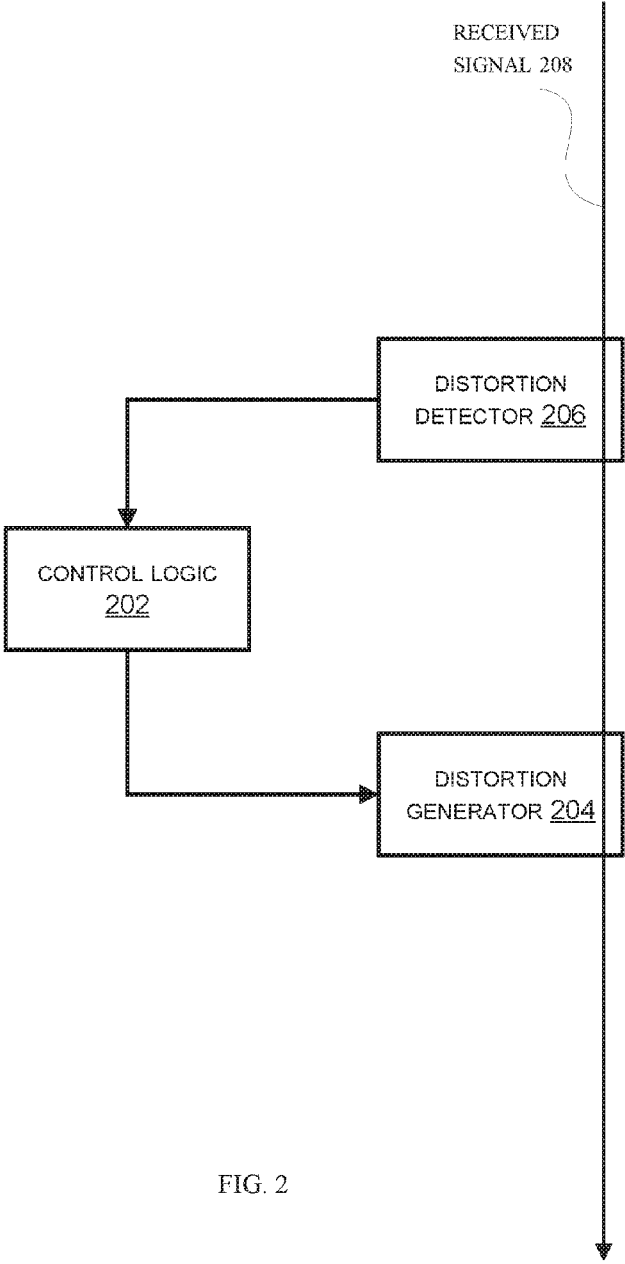 RECEIVED
SIGNAL 208
DISTORTION
DETECTOR 206
CONTROL LOGIC
202
DISTORTION
GENERATOR 204
FIG. 2